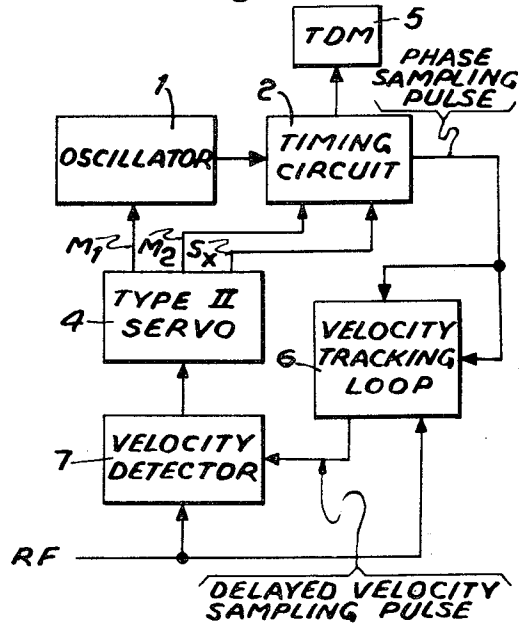 5
TDM
PHASE
SAMPLING
PULSE
1
2
OSCILLATOR
TIMING
CIRCUIT
M1
M2
Sx
4
TYPE II
SERVO
6
VELOCITY
TRACKING
LOOP
7
VELOCITY
DETECTOR
RF
DELAYED VELOCITY
SAMPLING PULSE